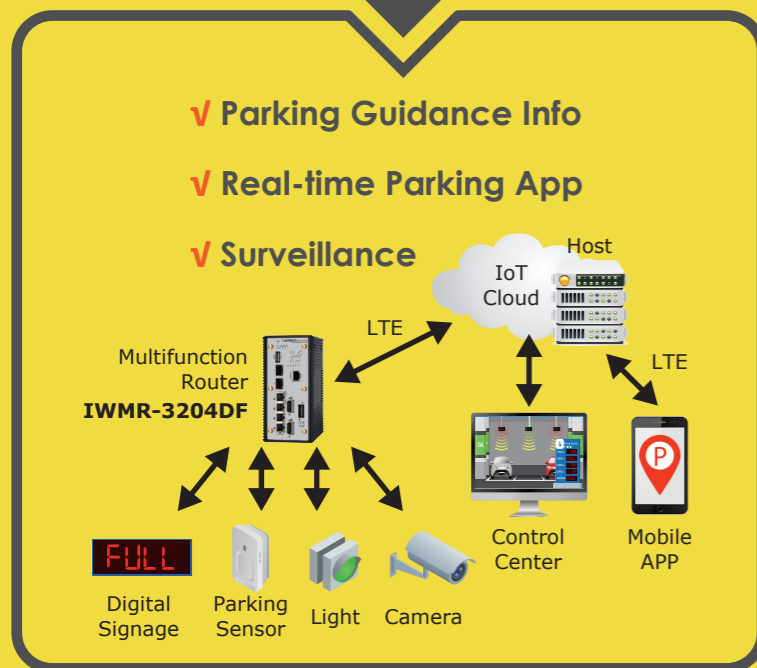 √ Parking Guidance Info
√ Real-time Parking App
√ Surveillance
Host
IoT
Cloud
LTE
LTE
Multifunction
Router
IWMR-3204DF
FULL
P
Digital
Signage
Parking
Sensor
Light
Camera
Control
Center
Mobile
APP